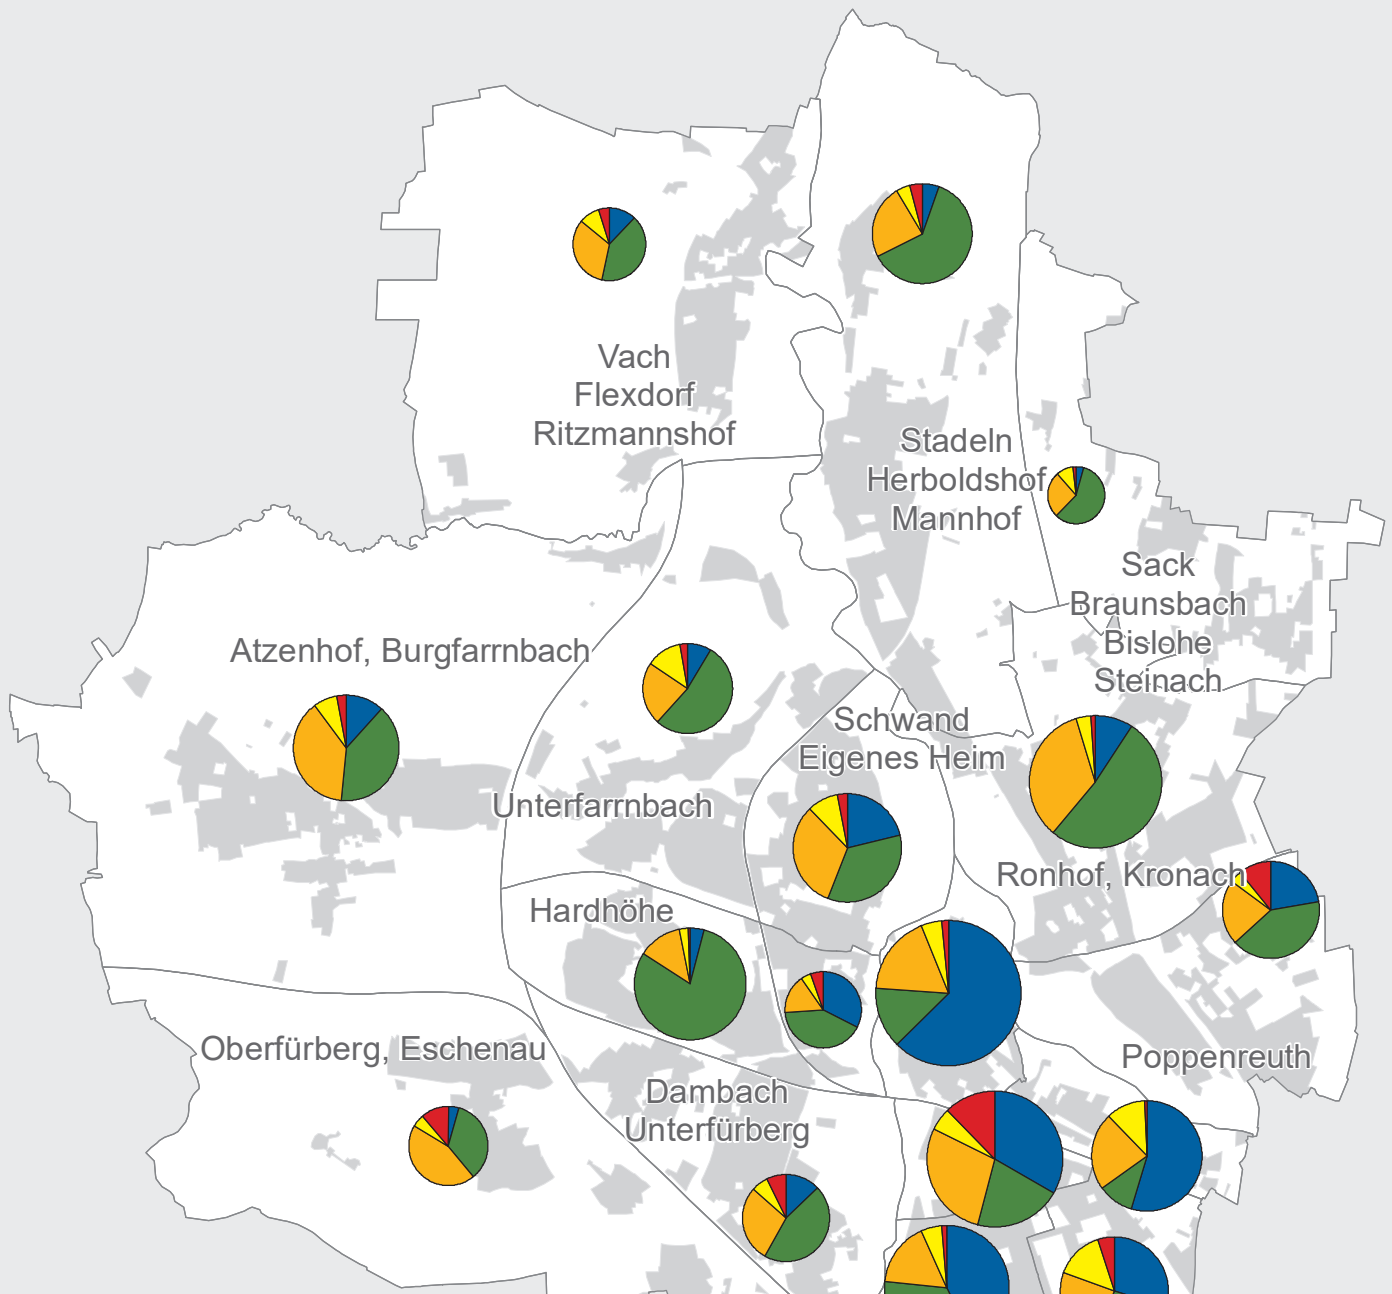 Vach
Flexdorf
Ritzmannshof
Stadeln
Herboldshof
Mannhof
Sack
Braunsbach
Bislohe
Steinach
Atzenhof, Burgfarrnbach
Schwand
Eigenes Heim
Unterfarrnbach
Ronhof, Kronach
Hardhöhe
Oberfürberg, Eschenau
Poppenreuth
Dambach
Unterfürberg